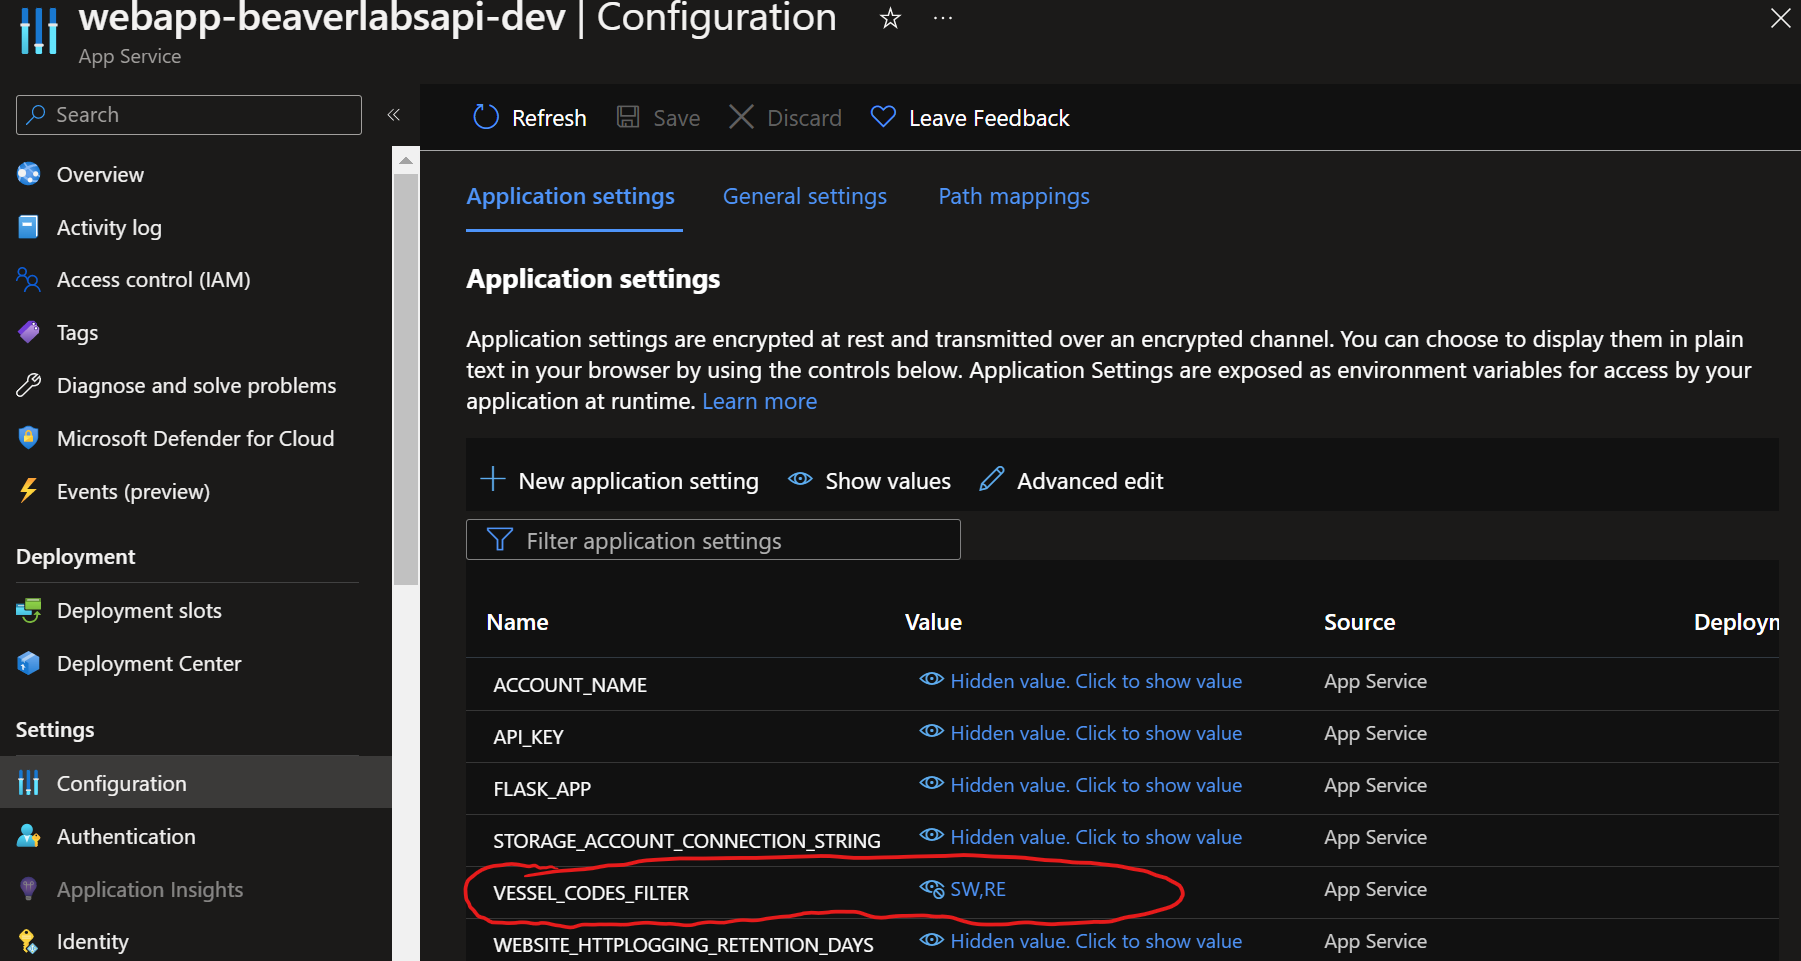 webapp-beaverlabsapi-dev | Configuration ☆ ...
App Service
Search «
Overview
Activity log
Access control (IAM)
Tags
Diagnose and solve problems
Microsoft Defender for Cloud
Events (preview)
Deployment
Deployment slots
Deployment Center
Settings
Configuration
Authentication
Application Insights
Identity
Refresh Save Discard Leave Feedback
Application settings General settings Path mappings
Application settings
Application settings are encrypted at rest and transmitted over an encrypted channel. You can choose to display them in plain
text in your browser by using the controls below. Application Settings are exposed as environment variables for access by your
application at runtime. Learn more
New application setting Show values Advanced edit
Filter application settings
Name Value Source
ACCOUNT_NAME Hidden value. Click to show value App Service
API_KEY Hidden value. Click to show value App Service
FLASK_APP Hidden value. Click to show value App Service
STORAGE_ACCOUNT_CONNECTION_STRING Hidden value. Click to show value App Service
VESSEL_CODES_FILTER SW,RE App Service
WEBSITE_HTTPLOGGING_RETENTION_DAYS Hidden value. Click to show value App Service